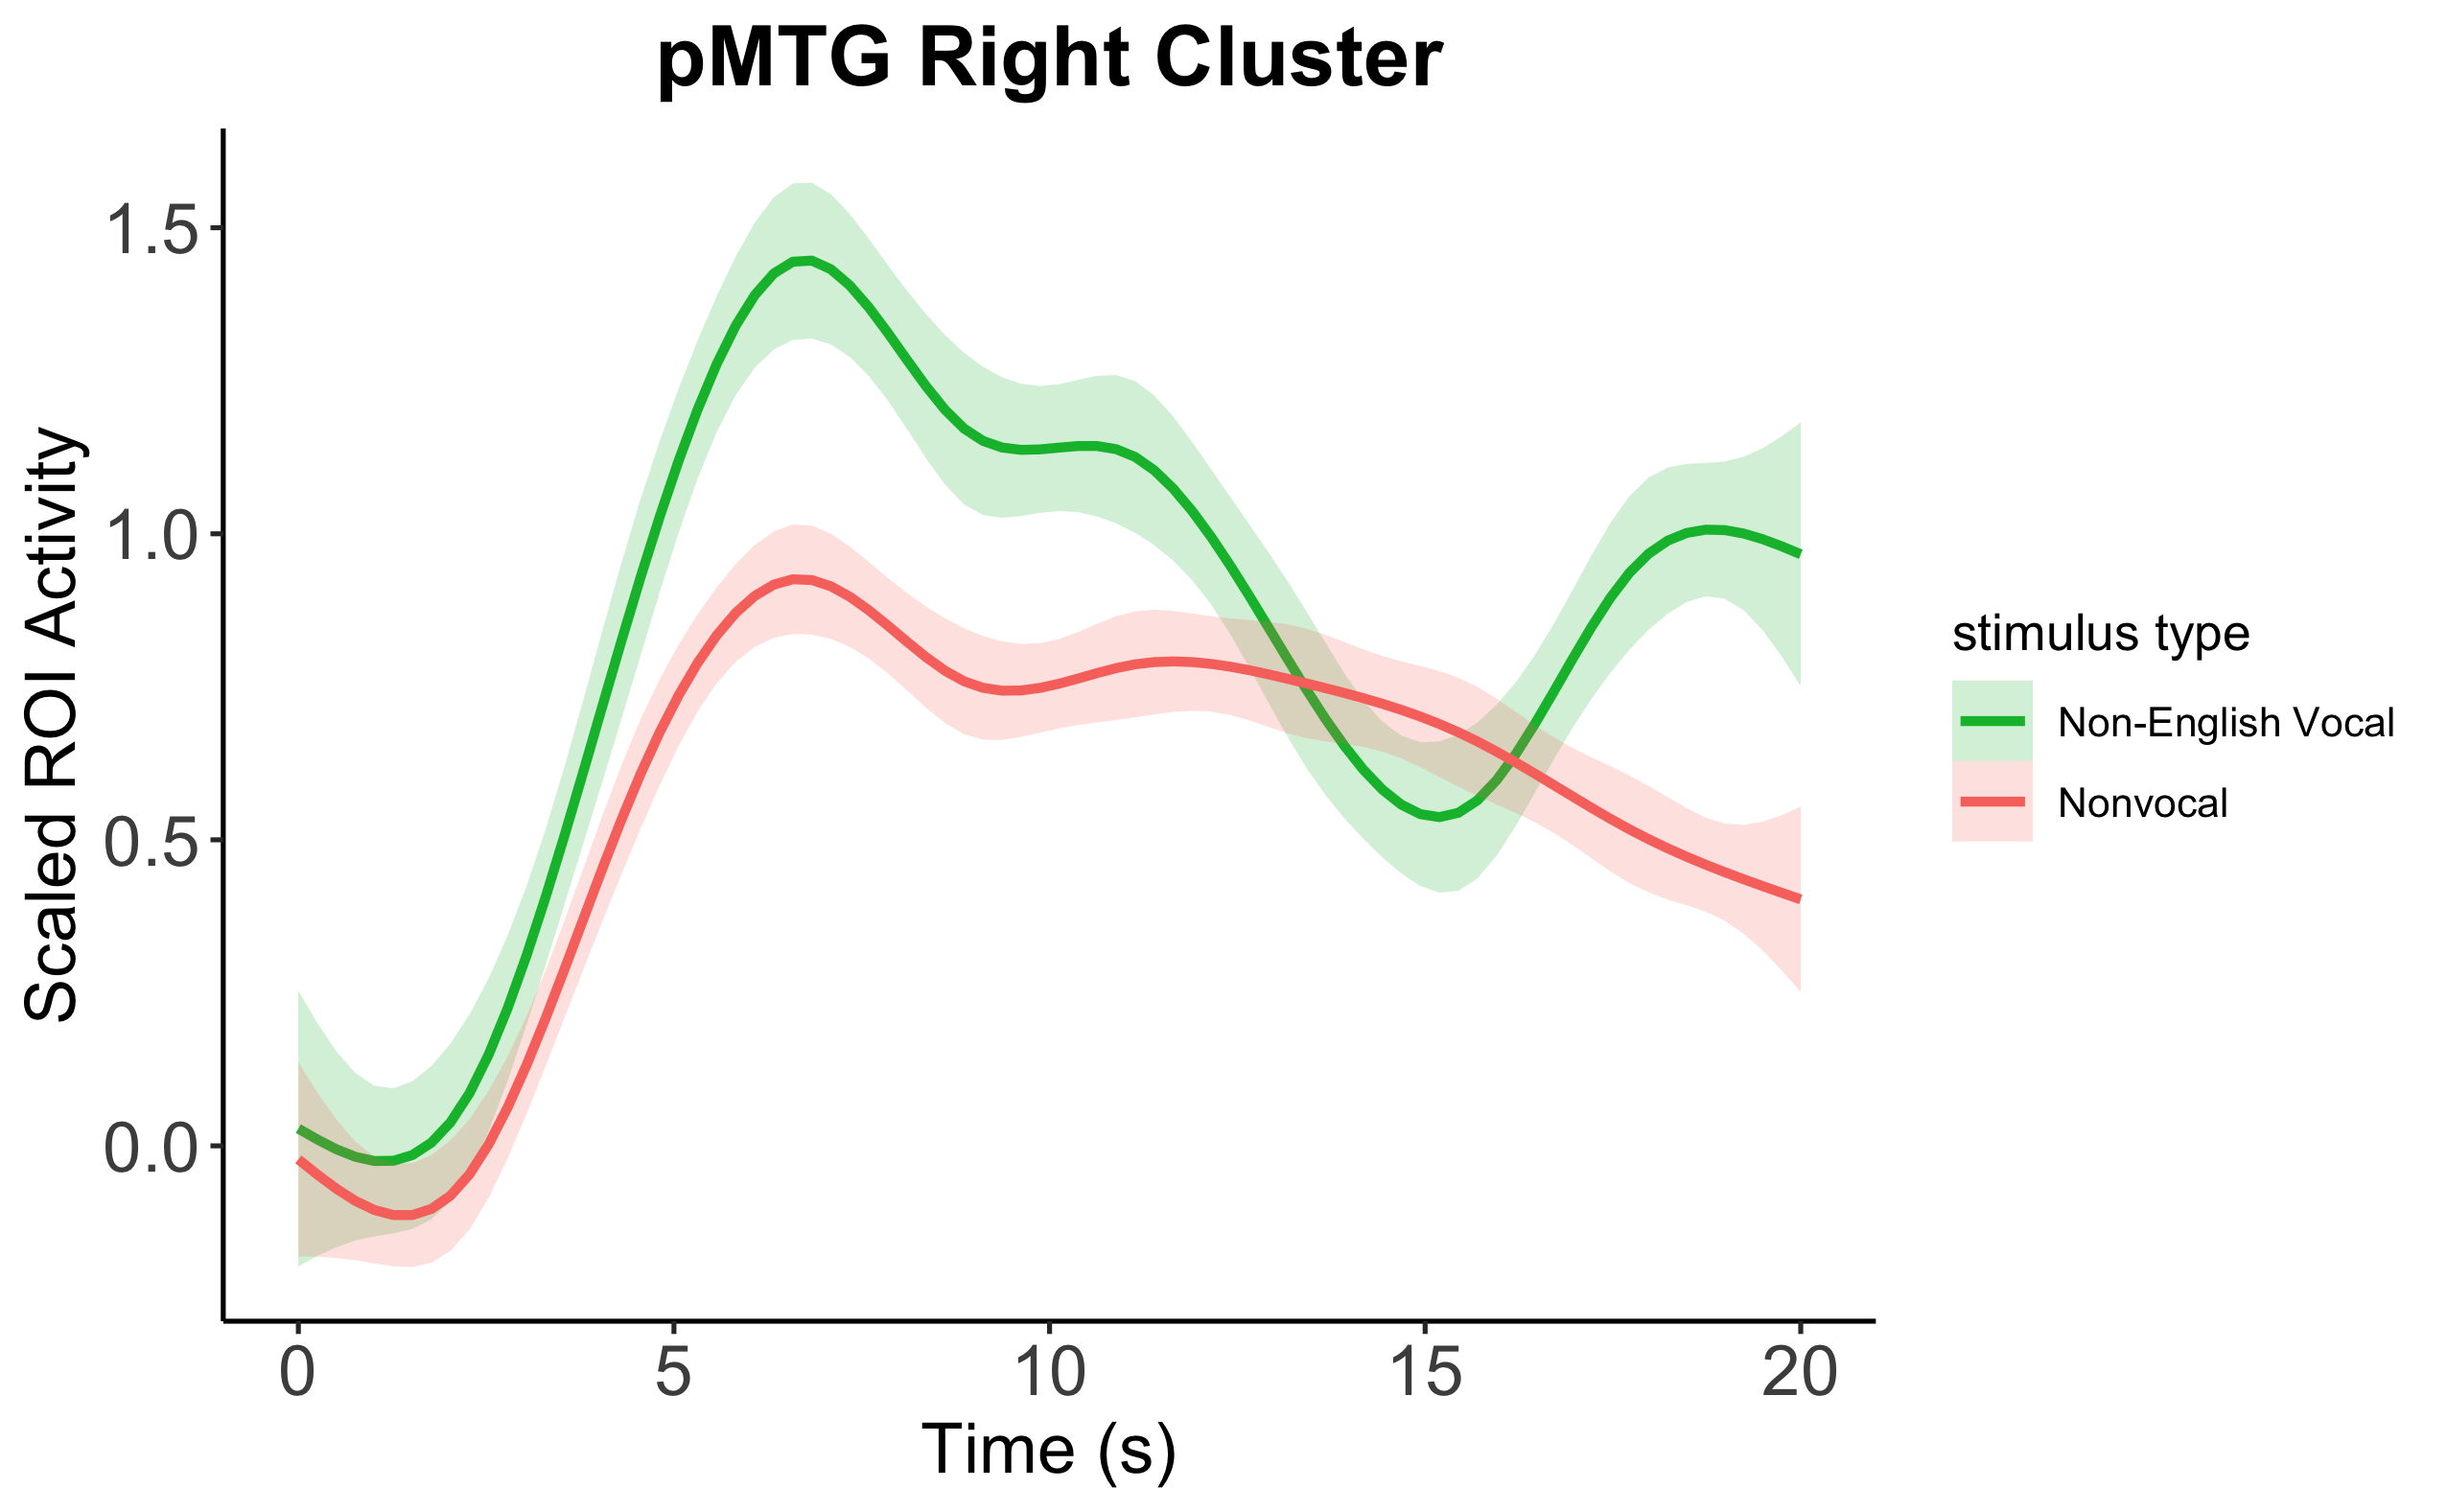 pMTG Right Cluster
Scaled ROI Activity
1.5
1.0
0.5
0.0
0 5 10 15 20
Time (s)
stimulus type
Non-English Vocal
Nonvocal